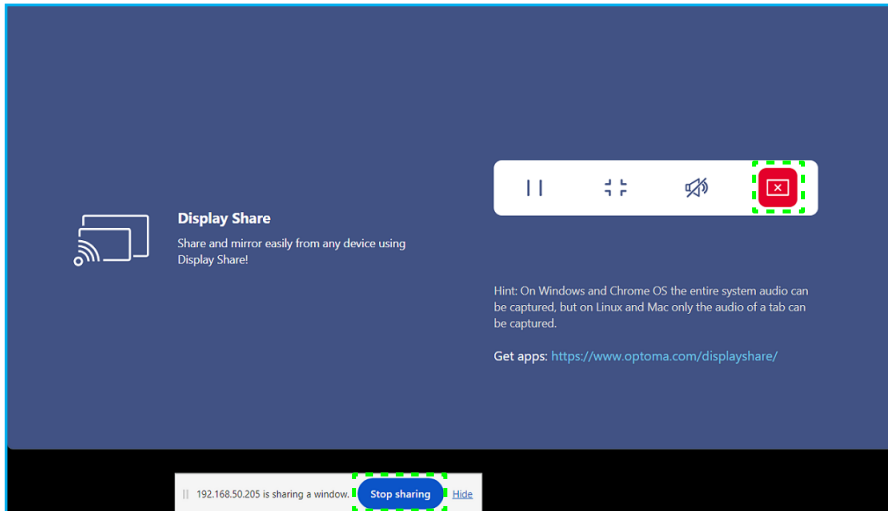 Display Share
Share and mirror easily from any device using
Display Share!
Hint: On Windows and Chrome OS the entire system audio can
be captured, but on Linux and Mac only the audio of a tab can
be captured.
Get apps: https://www.optoma.com/displayshare/
192.168.50.205 is sharing a window. Stop sharing Hide